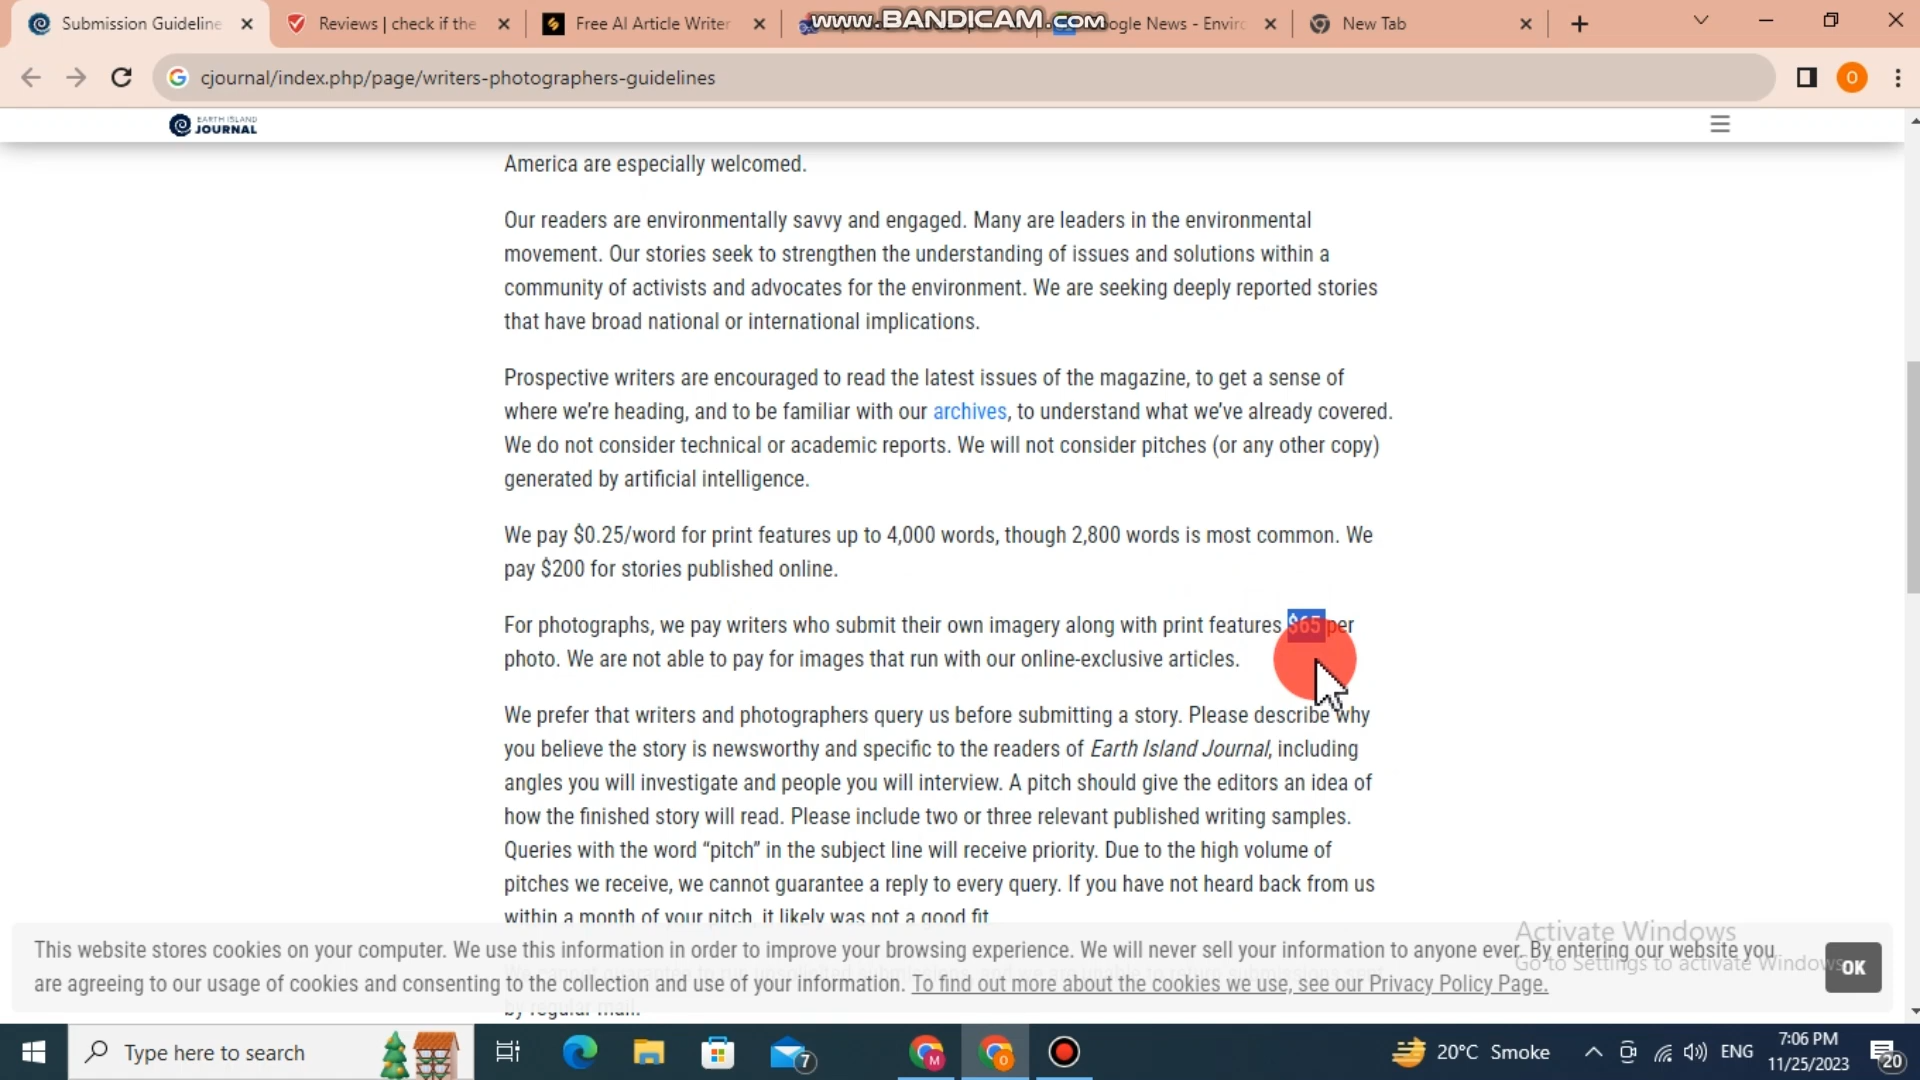 Submission Guideline
Reviews | check if the
Free AI Article Writer
www.BANDICAM.com
ogle News - Enviro
New Tab
cjournal/index.php/page/writers-photographers-guidelines
O
EARTH ISLAND
JOURNAL
America are especially welcomed.
Our readers are environmentally savvy and engaged. Many are leaders in the environmental
movement. Our stories seek to strengthen the understanding of issues and solutions within a
community of activists and advocates for the environment. We are seeking deeply reported stories
that have broad national or international implications.
Prospective writers are encouraged to read the latest issues of the magazine, to get a sense of
where we're heading, and to be familiar with our archives, to understand what we've already covered.
We do not consider technical or academic reports. We will not consider pitches (or any other copy)
generated by artificial intelligence.
We pay $0.25/word for print features up to 4,000 words, though 2,800 words is most common. We
pay $200 for stories published online.
For photographs, we pay writers who submit their own imagery along with print features $65 per
photo. We are not able to pay for images that run with our online-exclusive articles.
We prefer that writers and photographers query us before submitting a story. Please describe why
you believe the story is newsworthy and specific to the readers of Earth Island Journal, including
angles you will investigate and people you will interview. A pitch should give the editors an idea of
how the finished story will read. Please include two or three relevant published writing samples.
Queries with the word “pitch” in the subject line will receive priority. Due to the high volume of
pitches we receive, we cannot guarantee a reply to every query. If you have not heard back from us
within a month of your pitch, it likely was not a good fit
Activate Windows
Go to Settings to activate Windows
This website stores cookies on your computer. We use this information in order to improve your browsing experience. We will never sell your information to anyone ever. By entering our website you
are agreeing to our usage of cookies and consenting to the collection and use of your information. To find out more about the cookies we use, see our Privacy Policy Page.
OK
by regular mail.
Type here to search
7
M
O
20°C Smoke
ENG
7:06 PM
11/25/2023
20